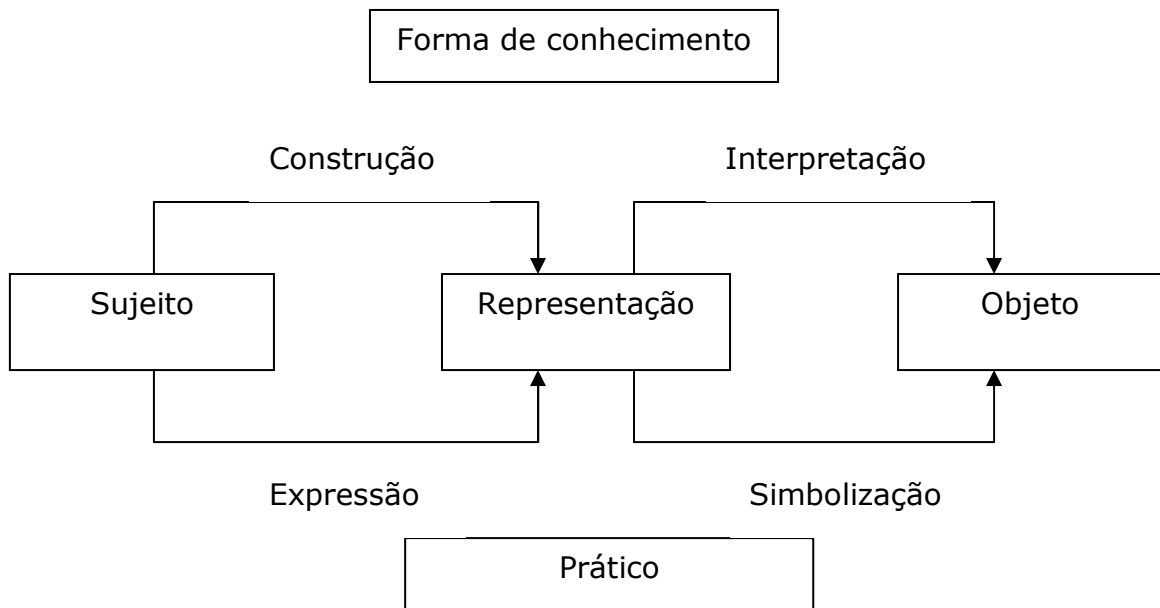 Forma de conhecimento
Construção Interpretação
Sujeito Representação Objeto
Expressão Simbolização
Prático